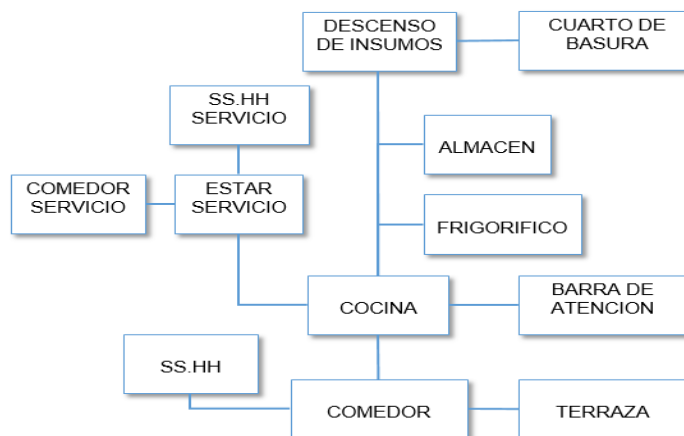 DESCENSO
DE INSUMOS
CUARTO DE
BASURA
SS.HH
SERVICIO
ALMACEN
COMEDOR
SERVICIO
ESTAR
SERVICIO
FRIGORIFICO
COCINA
BARRA DE
ATENCION
SS.HH
COMEDOR
TERRAZA